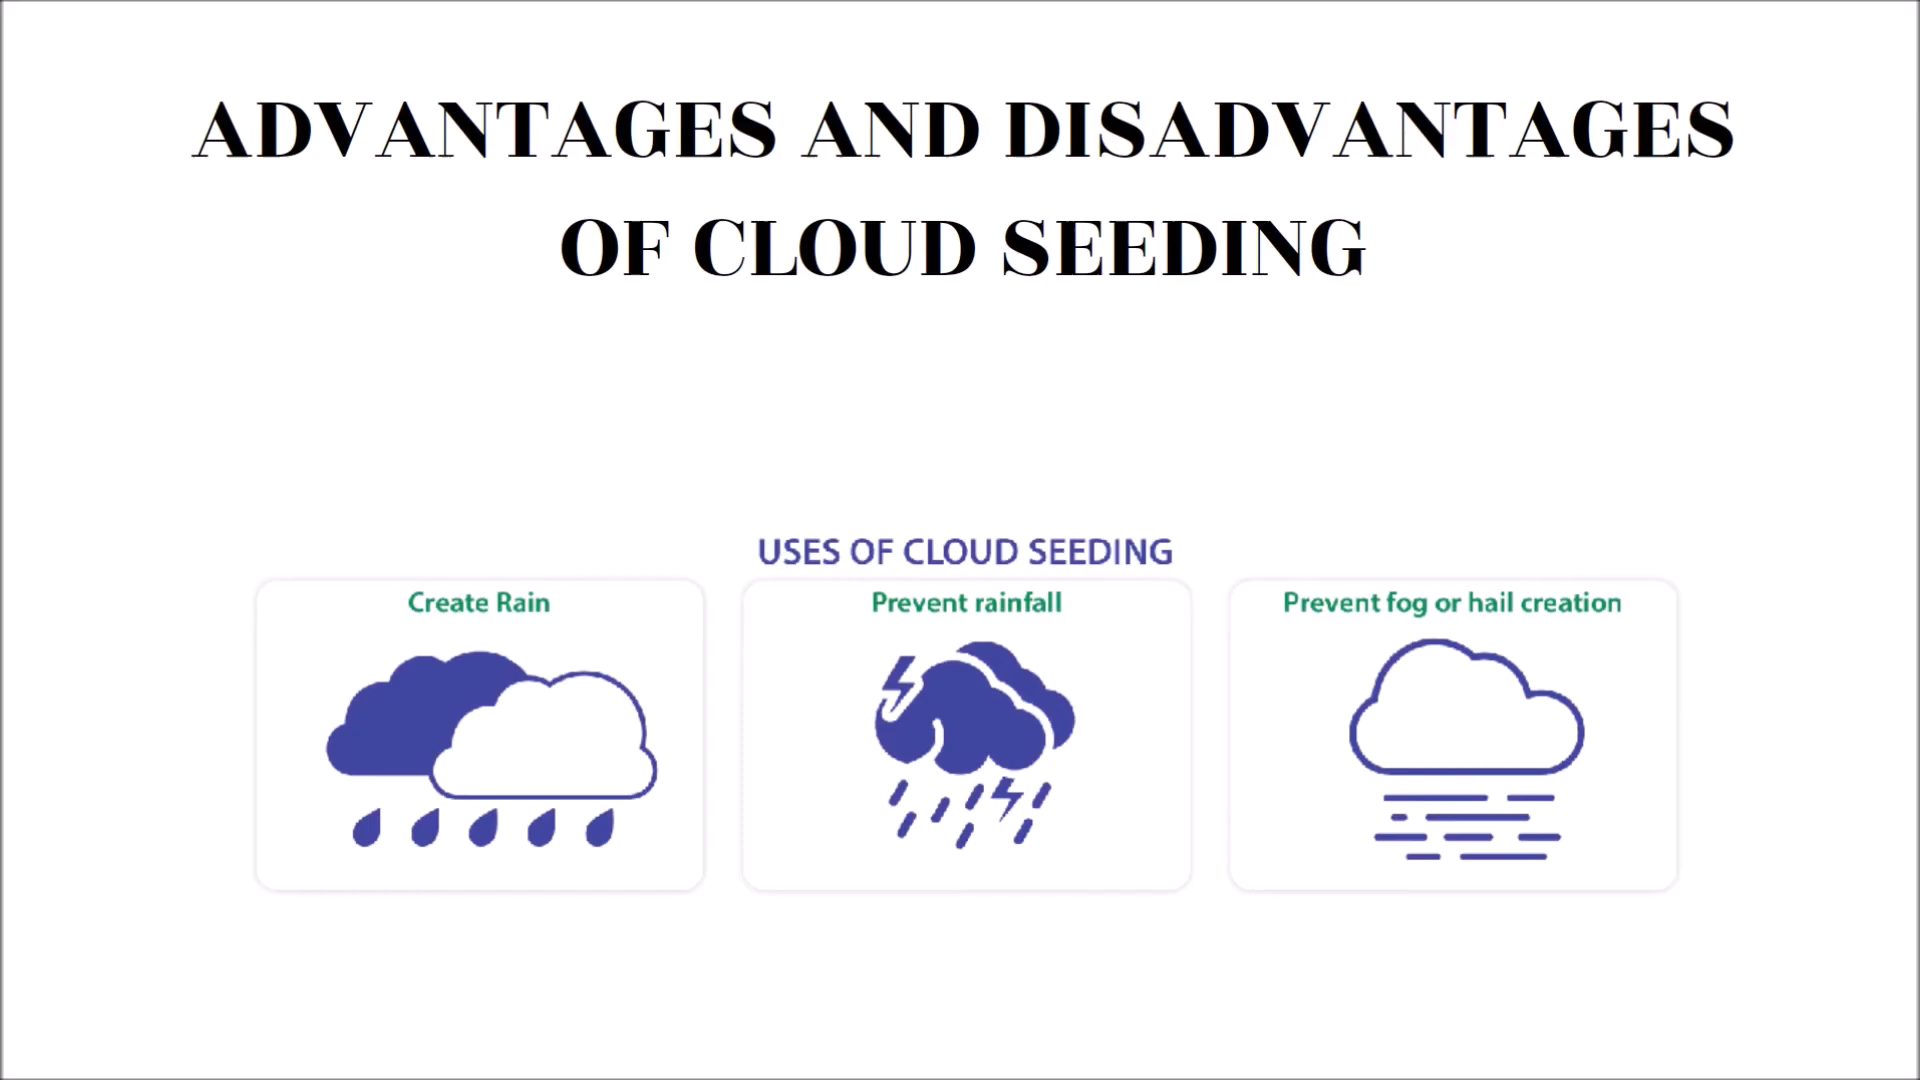 ADVANTAGES AND DISADVANTAGES
OF CLOUD SEEDING
USES OF CLOUD SEEDING
Create Rain
Prevent rainfall
Prevent fog or hail creation